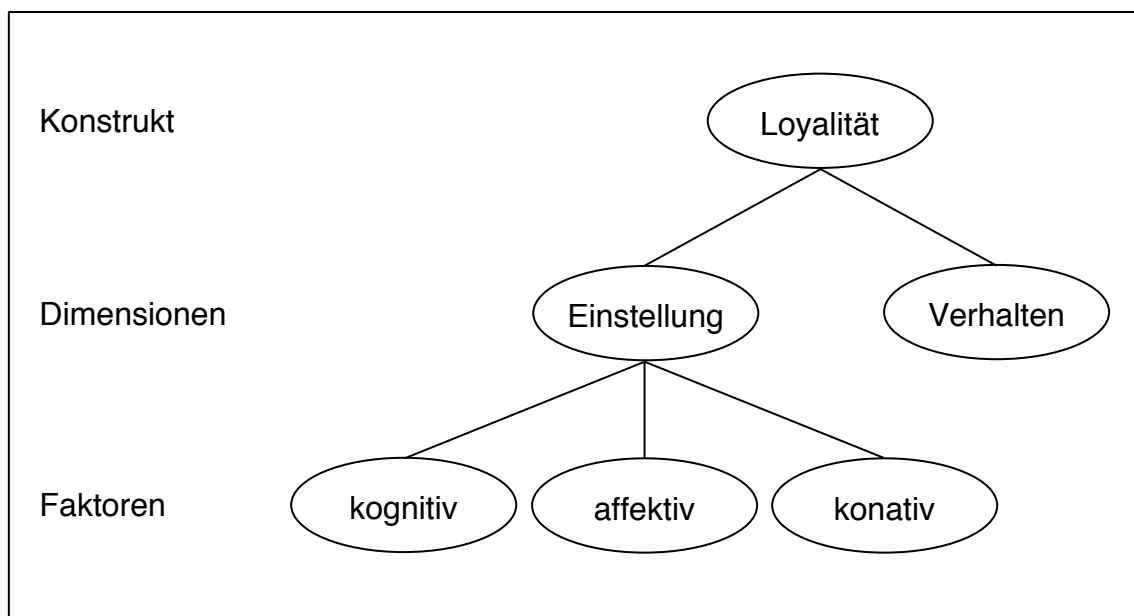 Konstrukt Loyalität
Dimensionen Einstellung Verhalten
Faktoren kognitiv affektiv konativ